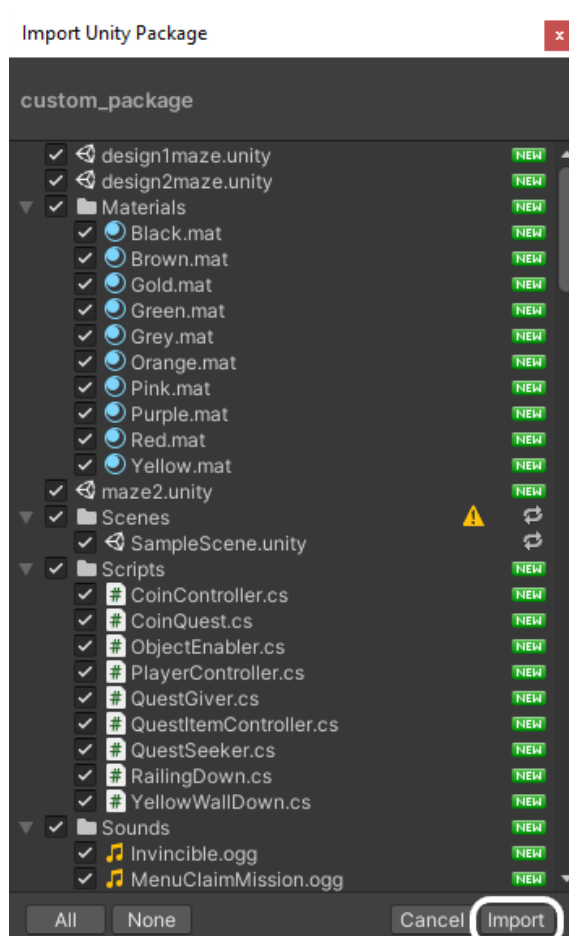 Import Unity Package
x
custom_package
design1maze.unity NEW
design2maze.unity NEW
Materials NEW
Black.mat NEW
Brown.mat NEW
Gold.mat NEW
Green.mat NEW
Grey.mat NEW
Orange.mat NEW
Pink.mat NEW
Purple.mat NEW
Red.mat NEW
Yellow.mat NEW
maze2.unity NEW
Scenes
SampleScene.unity
Scripts NEW
# CoinController.cs NEW
# CoinQuest.cs NEW
# ObjectEnabler.cs NEW
# PlayerController.cs NEW
# QuestGiver.cs NEW
# QuestItemController.cs NEW
# QuestSeeker.cs NEW
# RailingDown.cs NEW
# YellowWallDown.cs NEW
Sounds NEW
Invincible.ogg NEW
MenuClaimMission.ogg NEW
All None Cancel Import